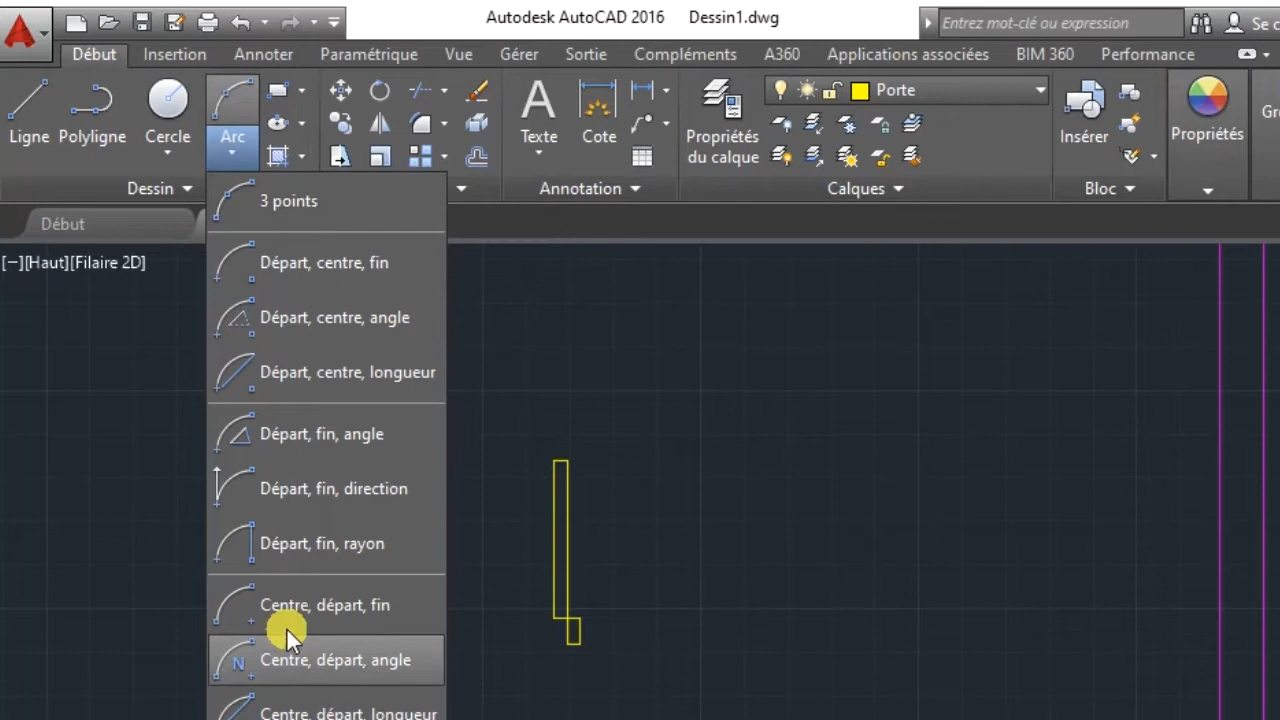 Autodesk AutoCAD 2016 Dessin1.dwg
Entrez mot-clé ou expression
Se c
Début Insertion Annoter Paramétrique Vue Gérer Sortie Compléments A360 Applications associées BIM 360 Performance
Porte
Ligne Polyligne Cercle Arc
A
Texte Cote
Propriétés
du calque
Insérer
Propriétés
Gr
Dessin
Annotation
Calques
Bloc
Début
[−][Haut][Filaire 2D]
3 points
Départ, centre, fin
Départ, centre, angle
Départ, centre, longueur
Départ, fin, angle
Départ, fin, direction
Départ, fin, rayon
Centre, départ, fin
N
Centre, départ, angle
Centre, départ, longueur